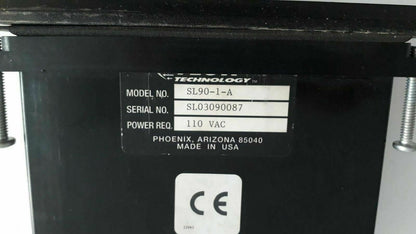 TECHNOLOGY™
MODEL NO. SL90-1-A
SERIAL NO. SL03090087
POWER REQ. 110 VAC
PHOENIX, ARIZONA 85040
MADE IN USA
CE